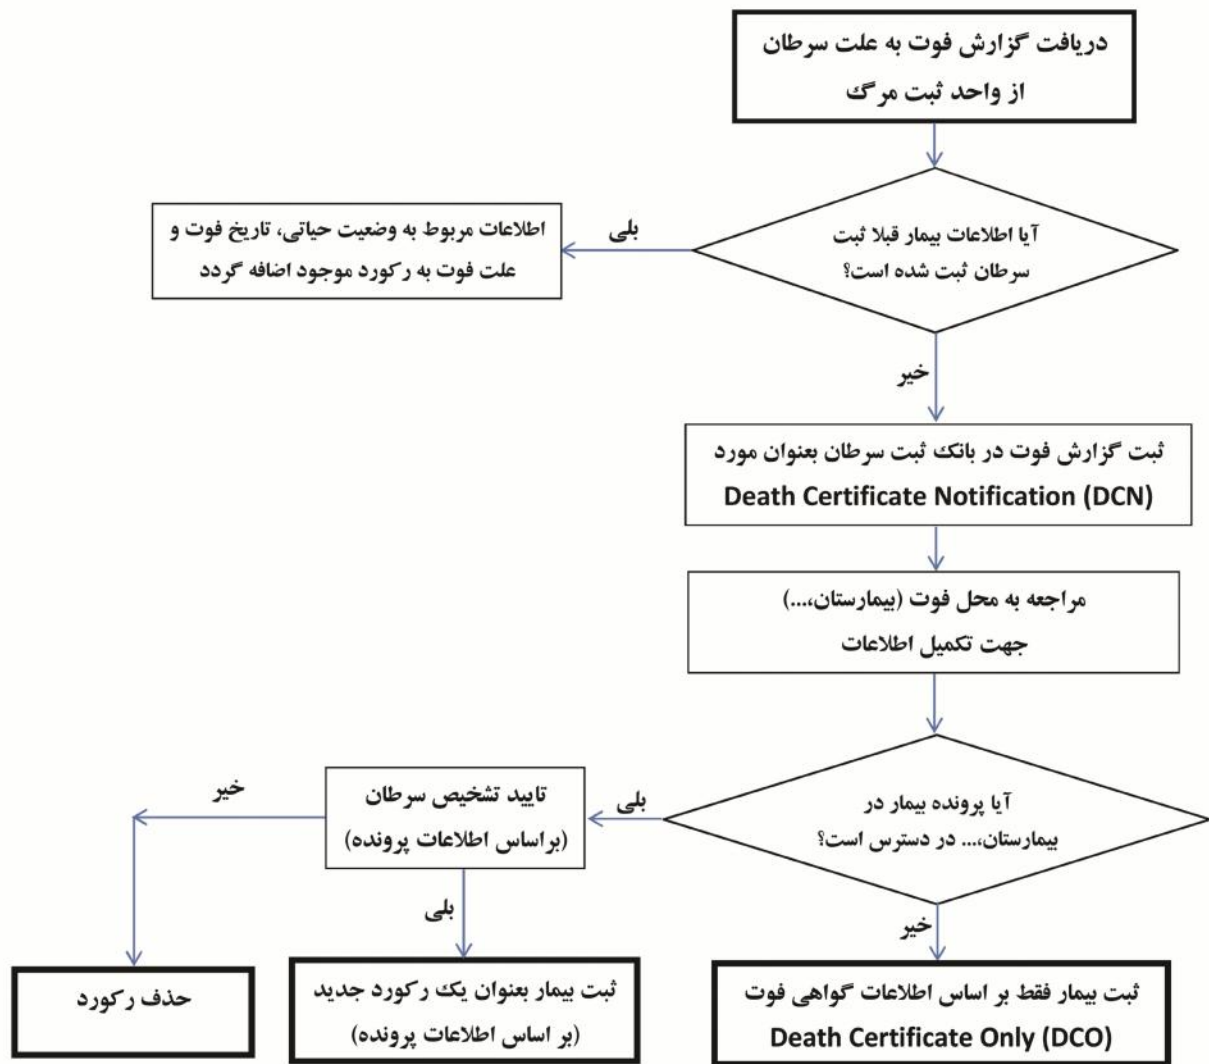 دریافت گزارش فوت به علت سرطان
از واحد ثبت مرگ
آیا اطلاعات بیمار قبلا ثبت
سرطان ثبت شده است؟
بلی
اطلاعات مربوط به وضعیت حیاتی، تاریخ فوت و
علت فوت به رکورد موجود اضافه گردد
خیر
ثبت گزارش فوت در بانک ثبت سرطان بعنوان مورد
Death Certificate Notification (DCN)
مراجعه به محل فوت (بیمارستان،...)
جهت تکمیل اطلاعات
آیا پرونده بیمار در
بیمارستان،... در دسترس است؟
بلی
تایید تشخیص سرطان
(براساس اطلاعات پرونده)
خیر
بلی
خیر
ثبت بیمار فقط بر اساس اطلاعات گواهی فوت
Death Certificate Only (DCO)
ثبت بیمار بعنوان یک رکورد جدید
(بر اساس اطلاعات پرونده)
حذف رکورد